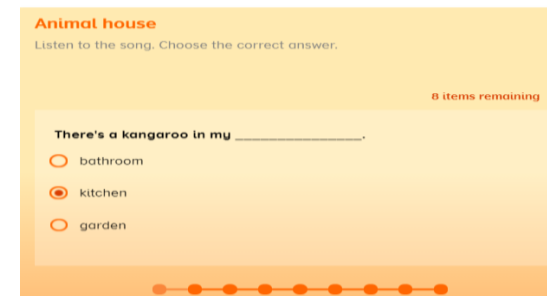 Animal house
Listen to the song. Choose the correct answer.
8 items remaining
There's a kangaroo in my _________________.
bathroom
kitchen
garden